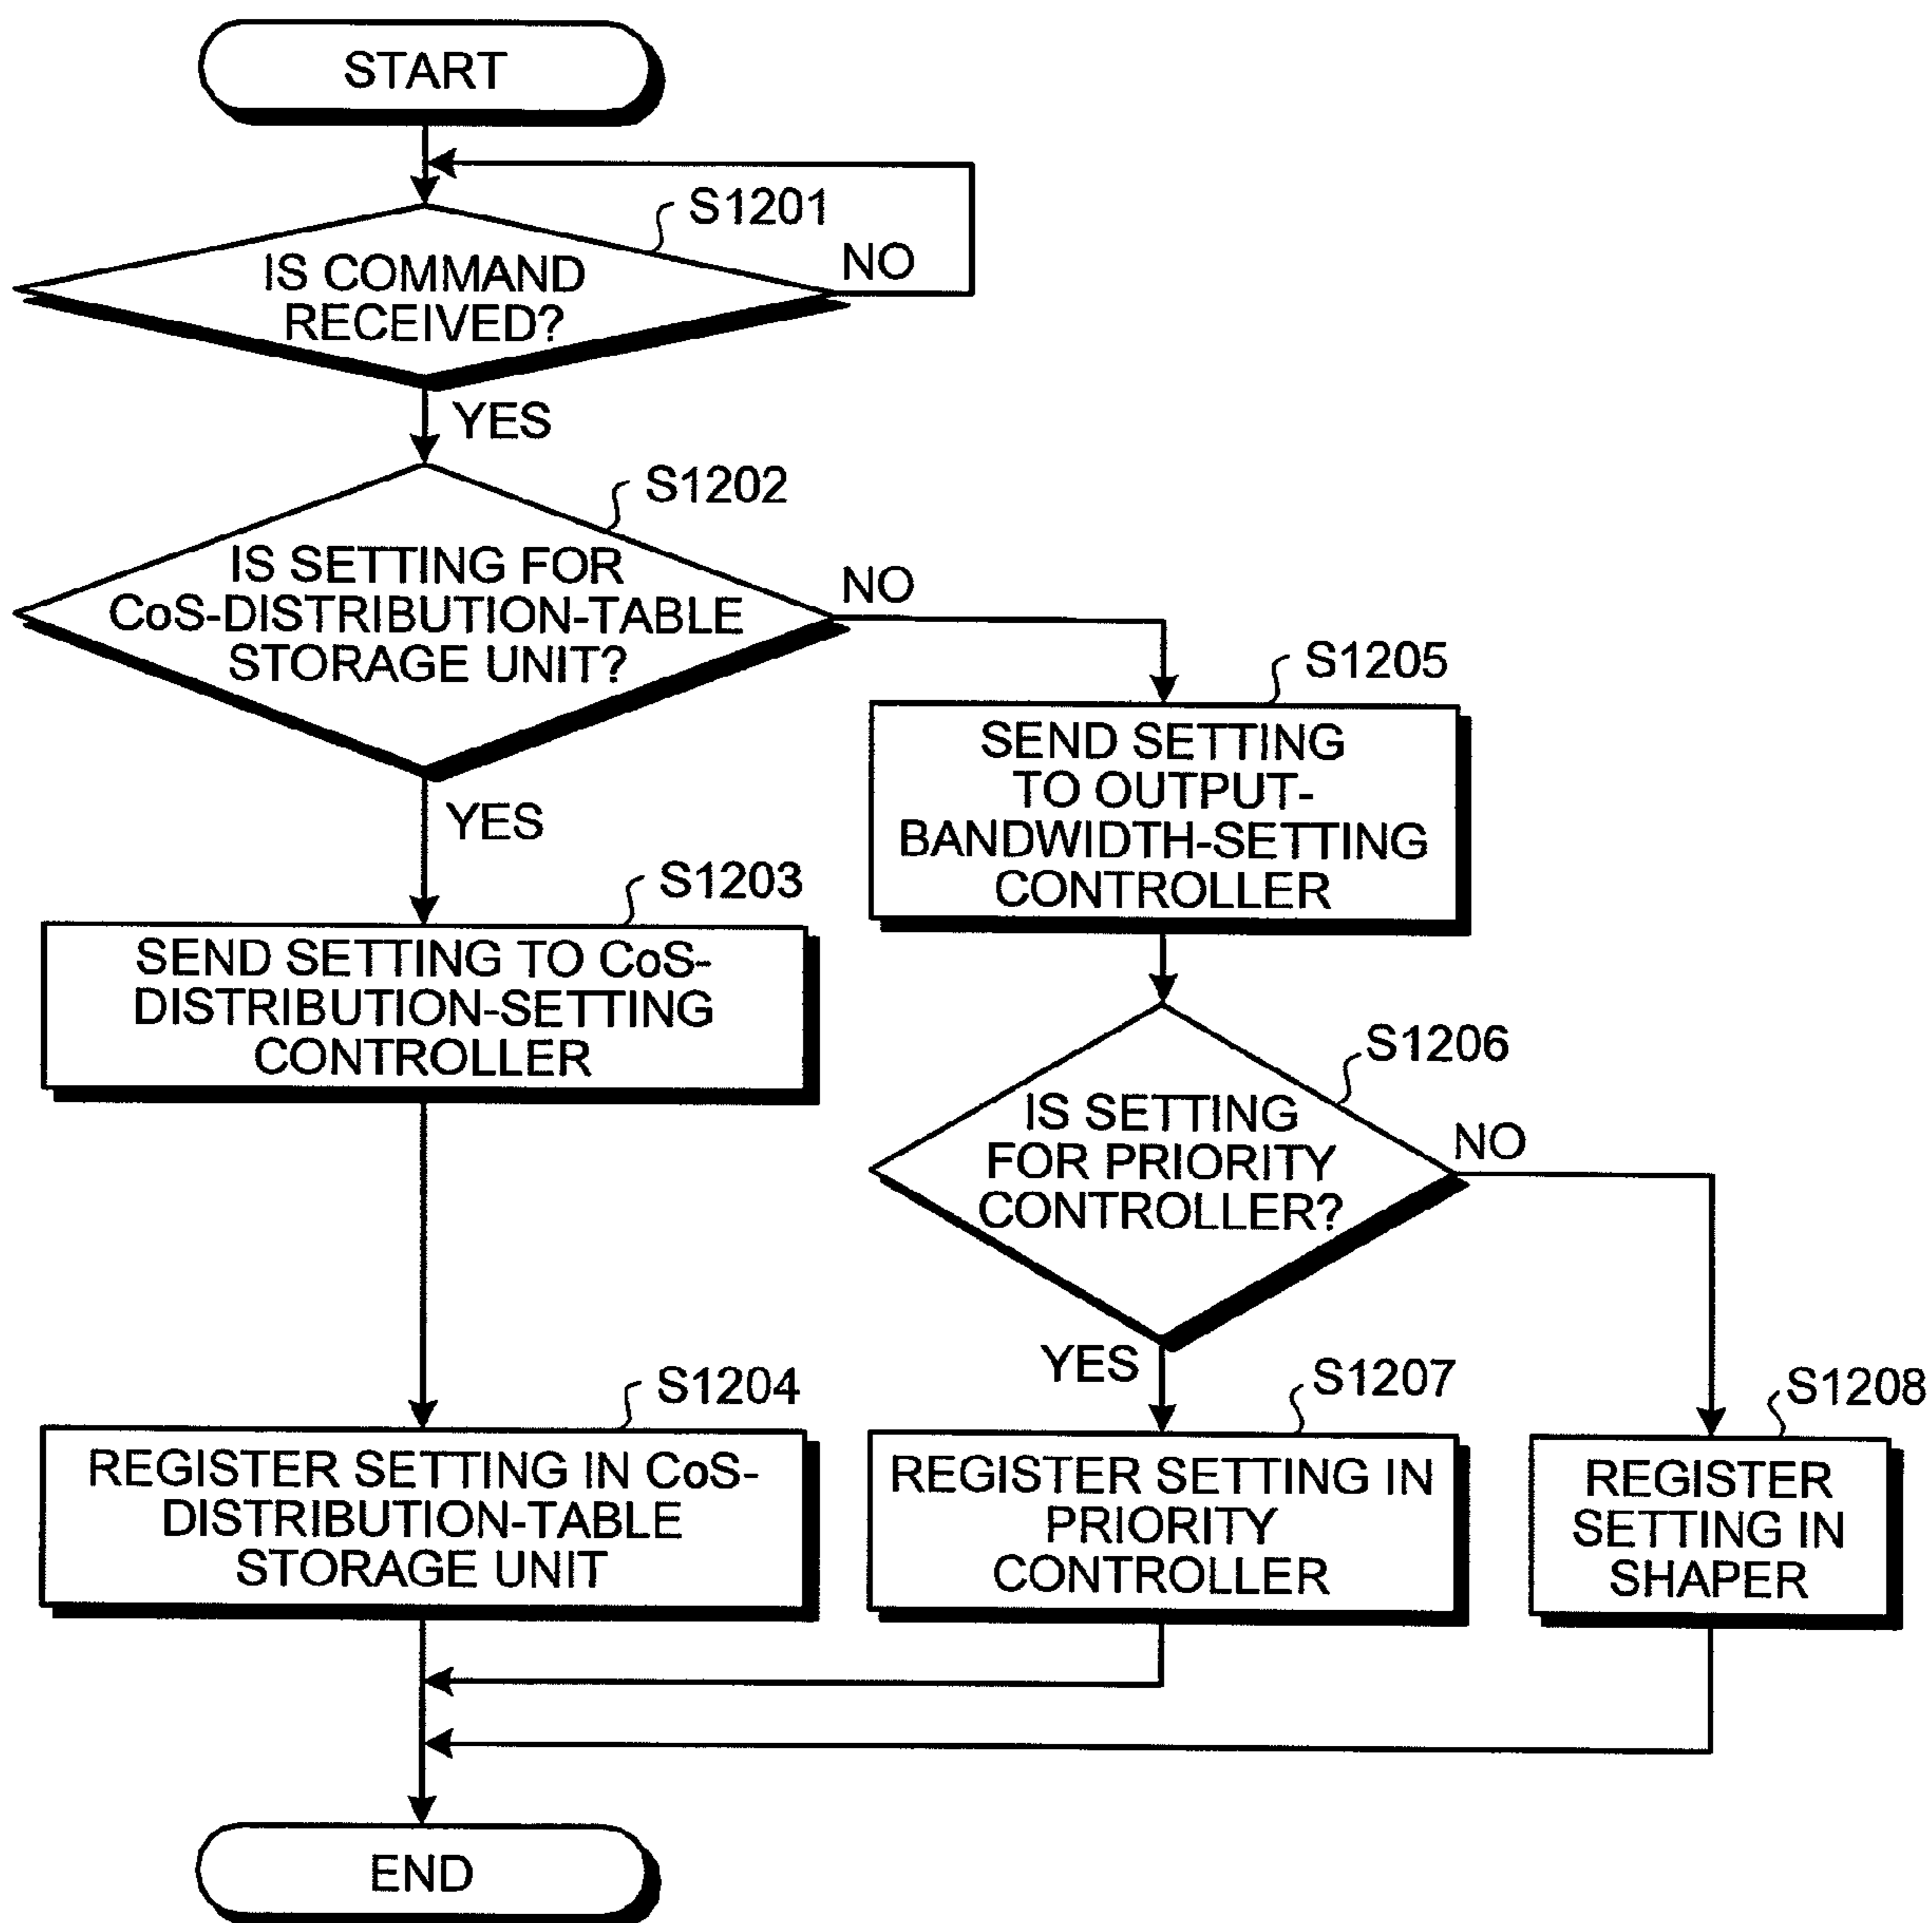 START
S1201
IS COMMAND
RECEIVED?
NO
YES
S1202
IS SETTING FOR
CoS-DISTRIBUTION-TABLE
STORAGE UNIT?
NO
YES
S1203
SEND SETTING TO CoS-
DISTRIBUTION-SETTING
CONTROLLER
S1204
REGISTER SETTING IN CoS-
DISTRIBUTION-TABLE
STORAGE UNIT
S1205
SEND SETTING
TO OUTPUT-
BANDWIDTH-SETTING
CONTROLLER
S1206
IS SETTING
FOR PRIORITY
CONTROLLER?
NO
YES
S1207
REGISTER SETTING IN
PRIORITY
CONTROLLER
S1208
REGISTER
SETTING IN
SHAPER
END